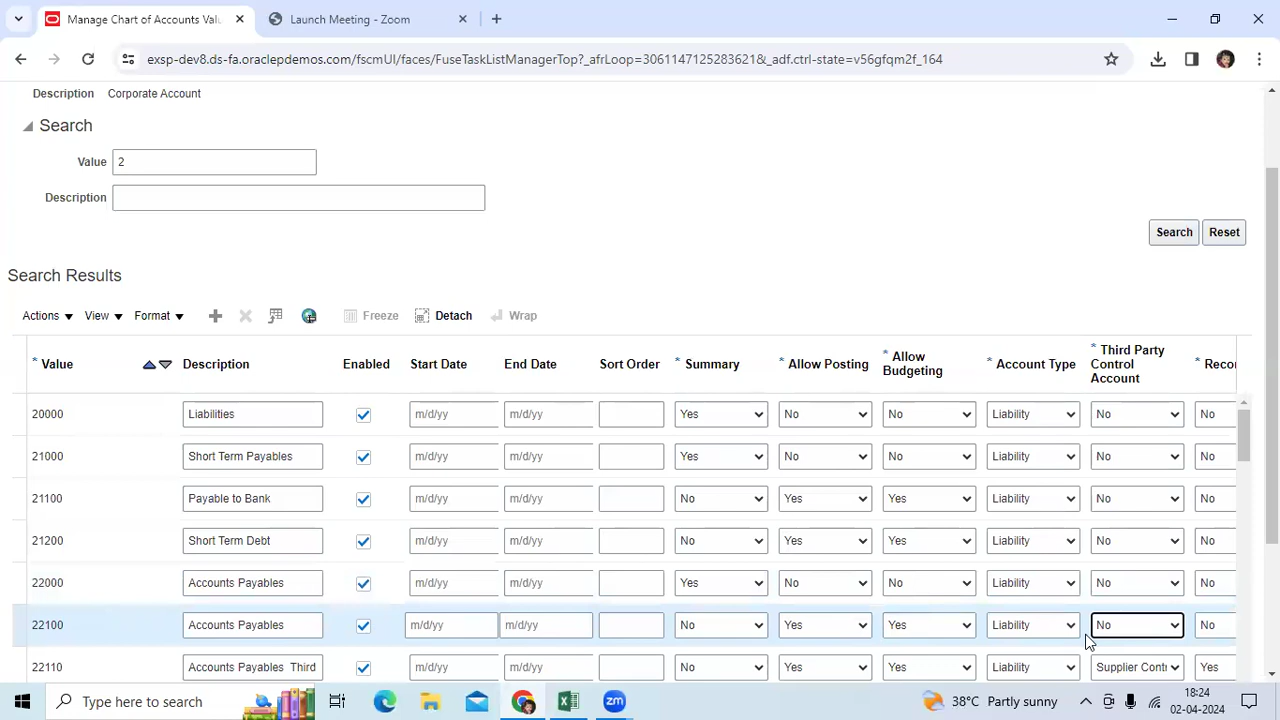 Manage Chart of Accounts Valu
Launch Meeting - Zoom
exsp-dev8.ds-fa.oraclepdemos.com/fscmUI/faces/FuseTaskListManagerTop?_afrLoop=30611471252836218&_adf.ctrl-state=v56gfqm2f_164
Description Corporate Account
Search
Value 2
Description
Search Reset
Search Results
Actions View Format Freeze Detach Wrap
* Value Description Enabled Start Date End Date Sort Order * Summary * Allow Posting * Allow Budgeting * Account Type * Third Party Control Account * Recon
20000 Liabilities m/d/yy m/d/yy Yes No No Liability No No
21000 Short Term Payables m/d/yy m/d/yy Yes No No Liability No No
21100 Payable to Bank m/d/yy m/d/yy No Yes Yes Liability No No
21200 Short Term Debt m/d/yy m/d/yy No Yes Yes Liability No No
22000 Accounts Payables m/d/yy m/d/yy Yes No No Liability No No
22100 Accounts Payables m/d/yy m/d/yy No Yes Yes Liability No No
22110 Accounts Payables Third m/d/yy m/d/yy No Yes Yes Liability Supplier Conti Yes
Type here to search
38°C Partly sunny
18:24
02-04-2024